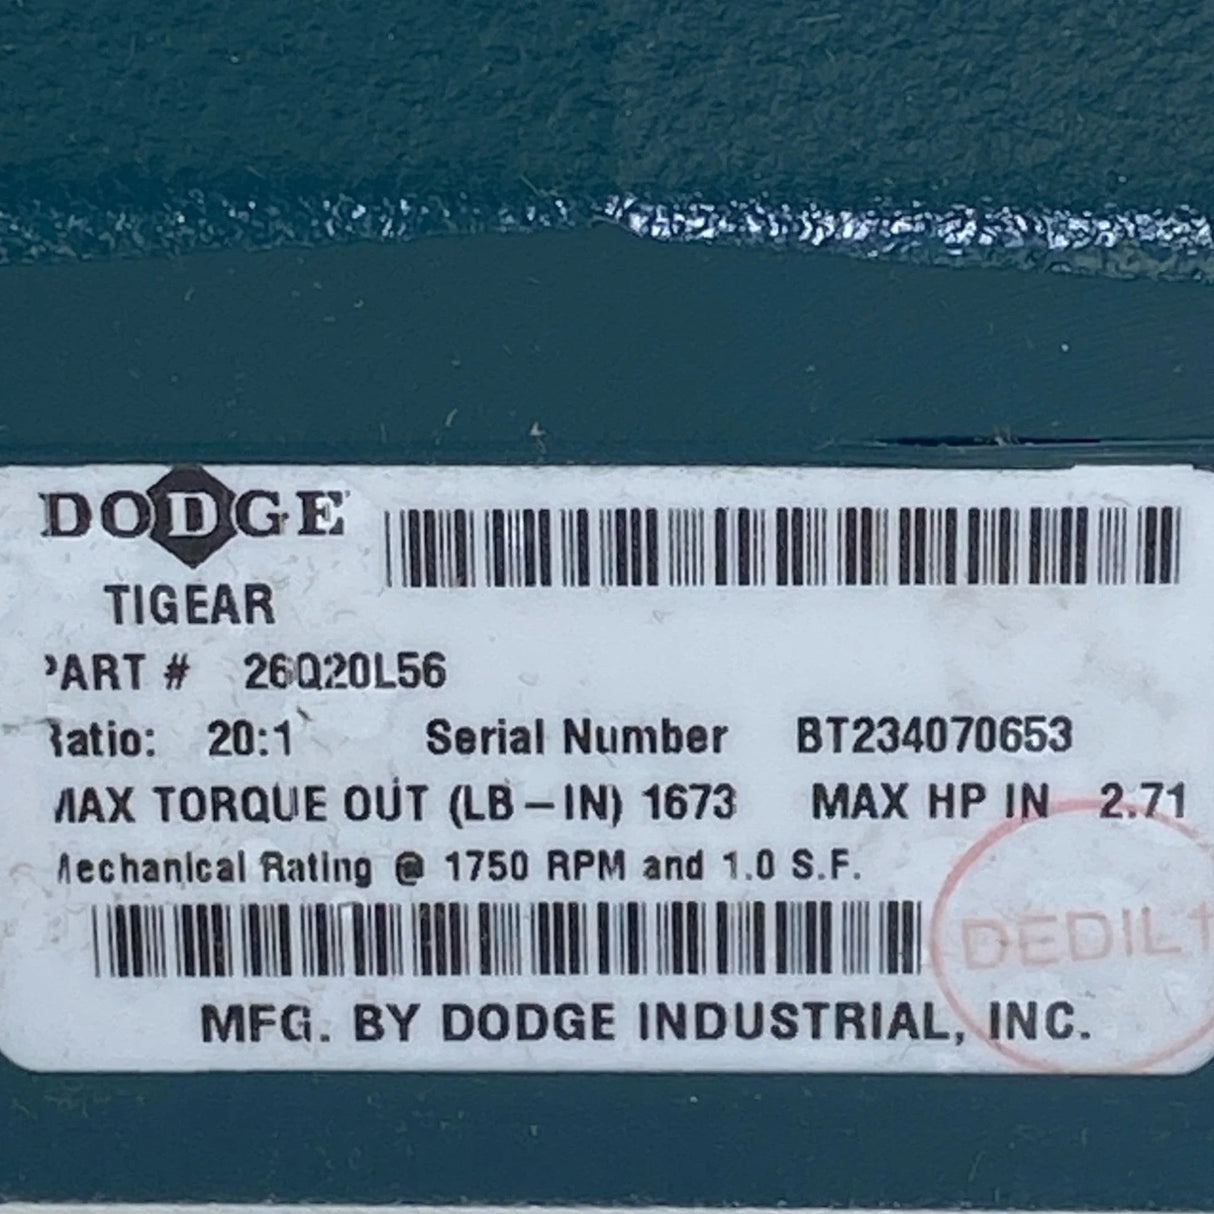 DODGE
TIGEAR
PART # 26Q20L56
Ratio: 20:1 Serial Number BT234070653
MAX TORQUE OUT (LB-IN) 1673 MAX HP IN 2.71
Mechanical Rating @ 1750 RPM and 1.0 S.F.
MFG. BY DODGE INDUSTRIAL, INC.